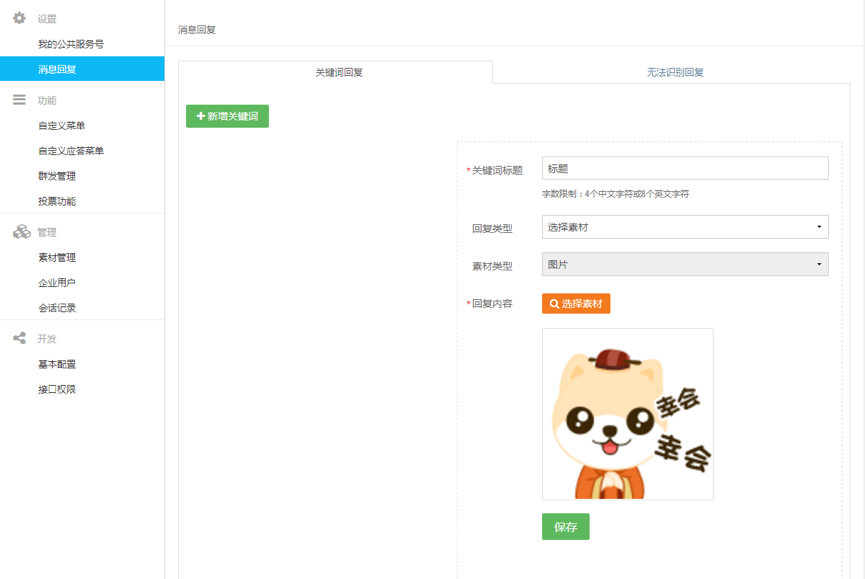 设置
我的公共服务号
消息回复
功能
自定义菜单
自定义应答菜单
群发管理
投票功能
管理
素材管理
企业用户
会话记录
开发
基本配置
接口权限
消息回复
关键词回复
无法识别回复
+ 新增关键词
*关键词标题
标题
字数限制：4个中文字符或8个英文字符
回复类型
选择素材
素材类型
图片
*回复内容
选择素材
幸会
幸会
保存